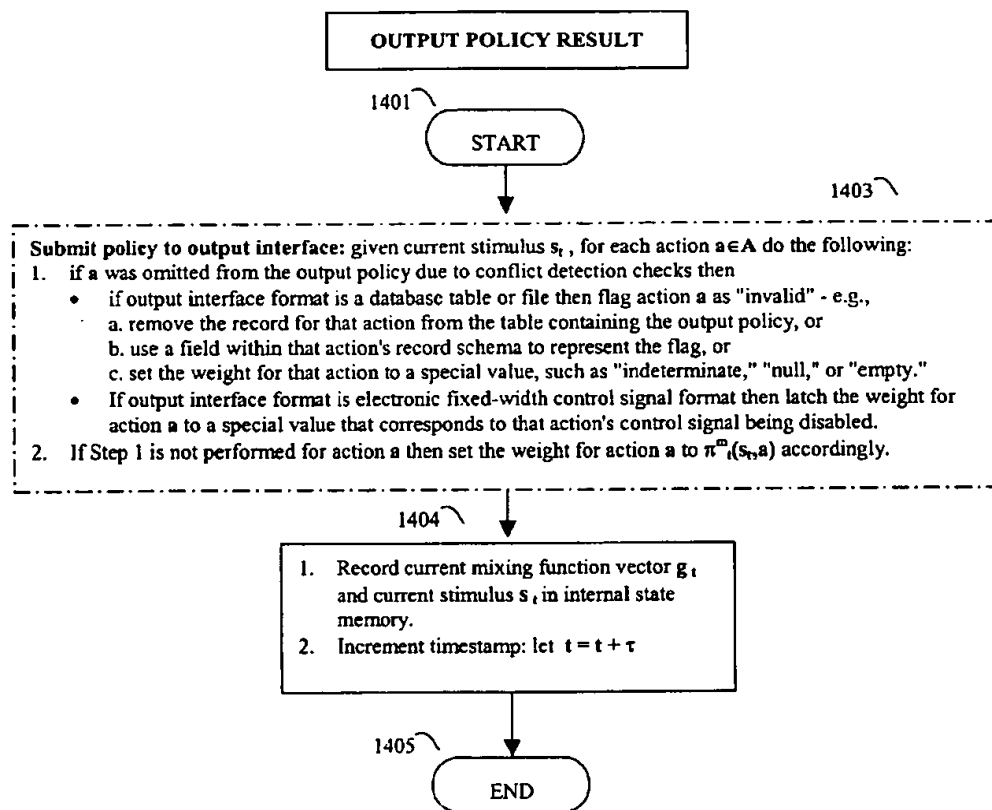 OUTPUT POLICY RESULT
1401
START
1403
Submit policy to output interface: given current stimulus sₜ , for each action a∈A do the following:
1. if a was omitted from the output policy due to conflict detection checks then
• if output interface format is a database table or file then flag action a as "invalid" - e.g.,
a. remove the record for that action from the table containing the output policy, or
b. use a field within that action's record schema to represent the flag, or
c. set the weight for that action to a special value, such as "indeterminate," "null," or "empty."
• If output interface format is electronic fixed-width control signal format then latch the weight for
action a to a special value that corresponds to that action's control signal being disabled.
2. If Step 1 is not performed for action a then set the weight for action a to πᵐₜ(sₜ,a) accordingly.
1404
1. Record current mixing function vector g ₜ
and current stimulus s ₜ in internal state
memory.
2. Increment timestamp: let t = t + τ
1405
END